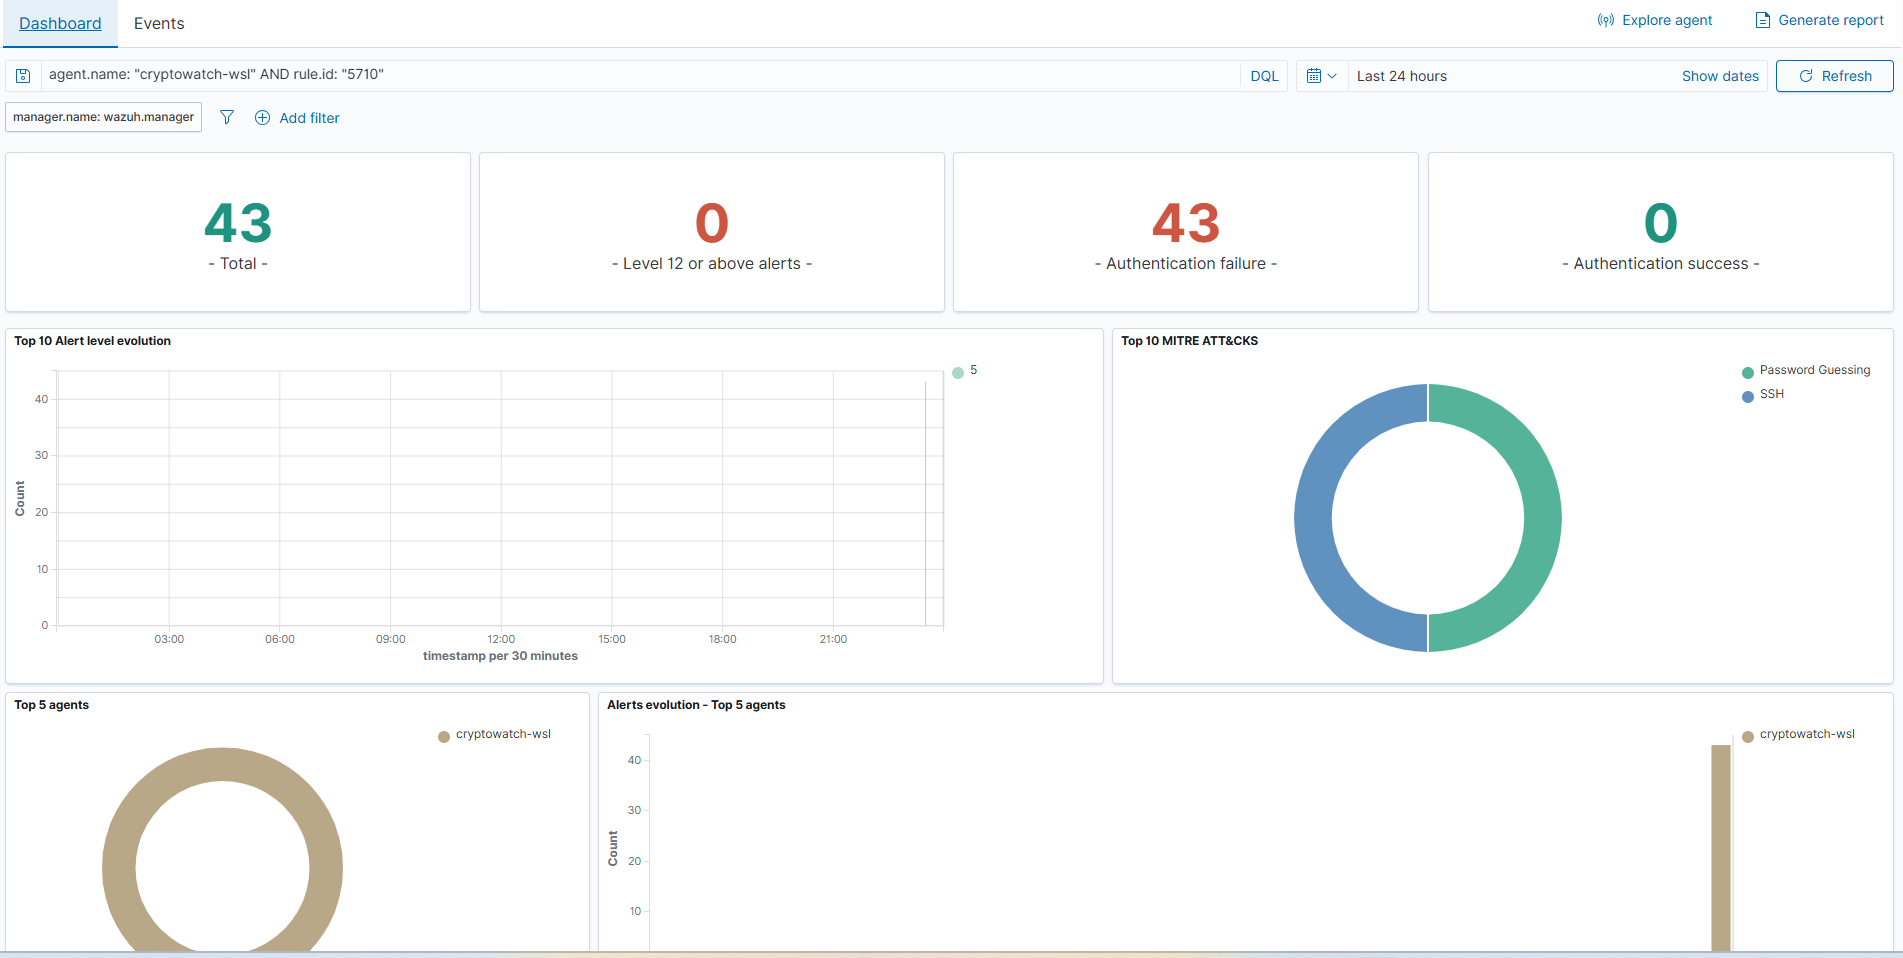 Dashboard
Events
Explore agent
Generate report
agent.name: "cryptowatch-wsl" AND rule.id: "5710"
DQL
Last 24 hours
Show dates
Refresh
manager.name: wazuh.manager
Add filter
43
- Total -
0
- Level 12 or above alerts -
43
- Authentication failure -
0
- Authentication success -
Top 10 Alert level evolution
5
40
30
20
10
0
Count
03:00
06:00
09:00
12:00
15:00
18:00
21:00
timestamp per 30 minutes
Top 10 MITRE ATT&CKS
Password Guessing
SSH
Top 5 agents
cryptowatch-wsl
Alerts evolution - Top 5 agents
40
30
20
10
Count
cryptowatch-wsl